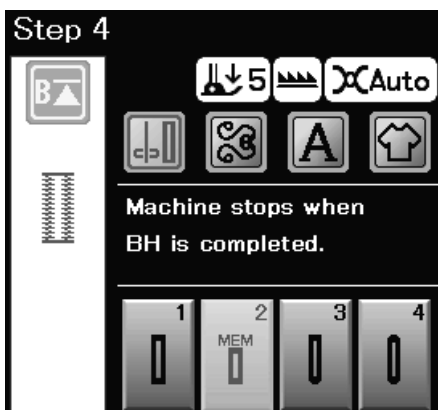 Step 4
B
5
Auto
A
Machine stops when
BH is completed.
1
2
3
4
MEM